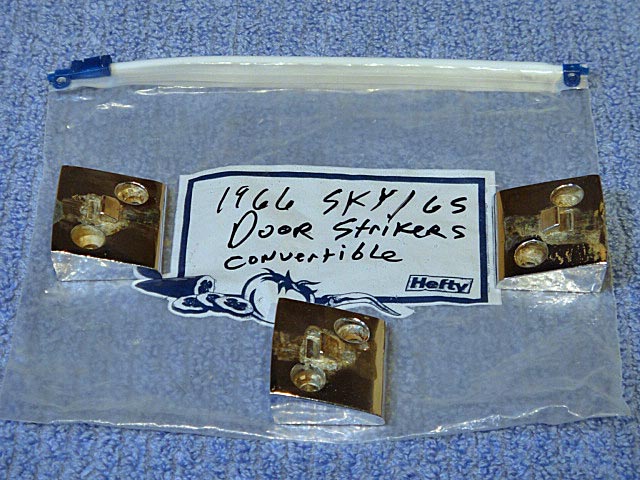 1966 SKY/GS
Door Strikers
convertible
Hefty